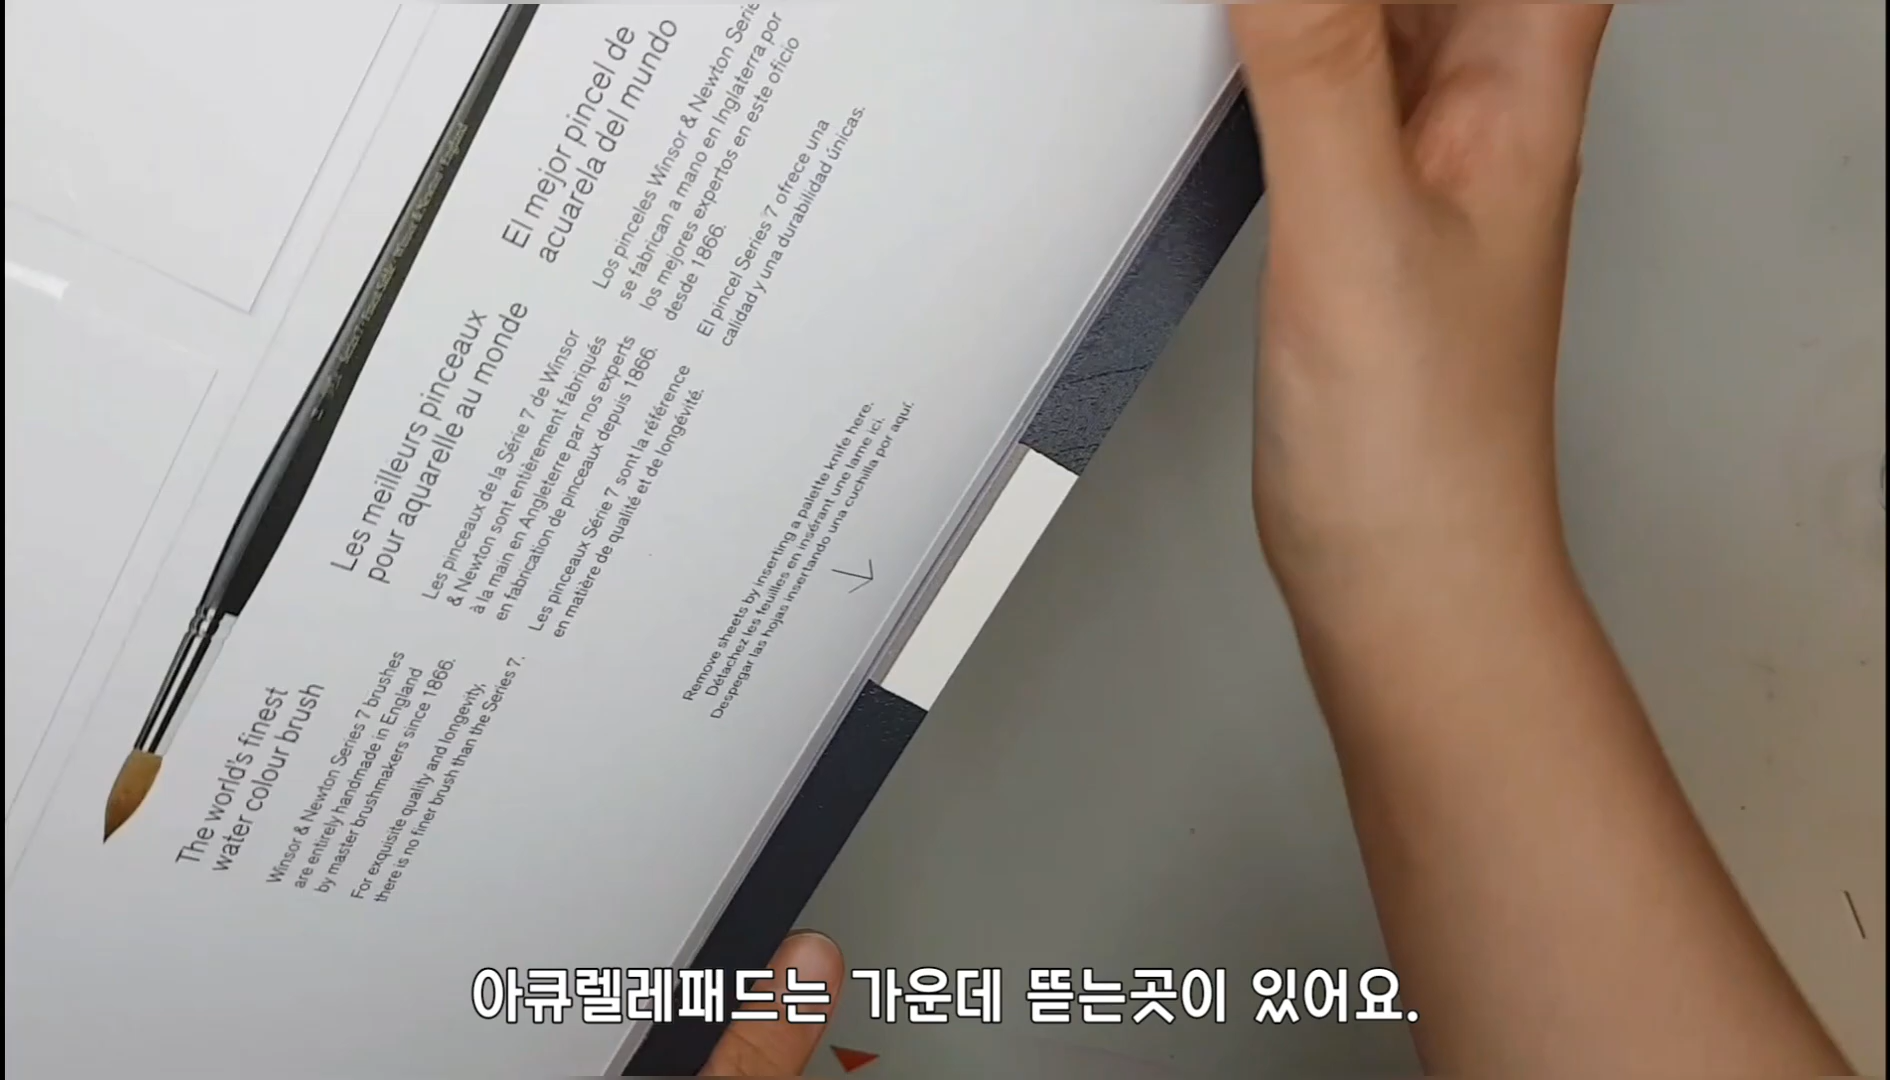 The world's finest
water colour brush
Winsor & Newton Series 7 brushes
are entirely handmade in England
by master brushmakers since 1866.
For exquisite quality and longevity,
there is no finer brush than the Series 7.
Les meilleurs pinceaux
pour aquarelle au monde
Les pinceaux de la Série 7 de Winsor
& Newton sont entièrement fabriqués
à la main en Angleterre par nos experts
en fabrication de pinceaux depuis 1866.
Les pinceaux Série 7 sont la référence
en matière de qualité et de longévité.
El mejor pincel de
acuarela del mundo
Los pinceles Winsor & Newton Serie
se fabrican a mano en Inglaterra por
los mejores expertos en este oficio
desde 1866.
El pincel Series 7 ofrece una
calidad y una durabilidad únicas.
Remove sheets by inserting a palette knife here.
Détachez les feuilles en insérant une lame ici.
Despegar las hojas insertando una cuchilla por aquí.
아큐렐레패드는 가운데 뜯는곳이 있어요.